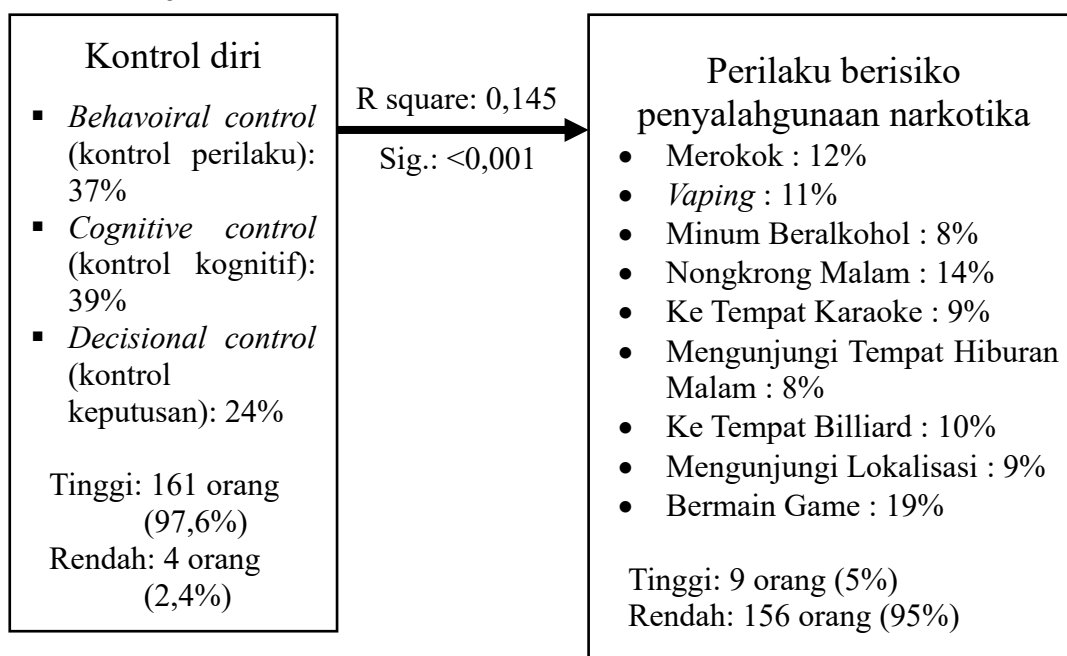 Kontrol diri
▪ Behavoiral control
(kontrol perilaku):
37%
▪ Cognitive control
(kontrol kognitif):
39%
▪ Decisional control
(kontrol
keputusan): 24%
Tinggi: 161 orang
(97,6%)
Rendah: 4 orang
(2,4%)
R square: 0,145
Sig.: <0,001
Perilaku berisiko
penyalahgunaan narkotika
• Merokok : 12%
• Vaping : 11%
• Minum Beralkohol : 8%
• Nongkrong Malam : 14%
• Ke Tempat Karaoke : 9%
• Mengunjungi Tempat Hiburan
Malam : 8%
• Ke Tempat Billiard : 10%
• Mengunjungi Lokalisasi : 9%
• Bermain Game : 19%
Tinggi: 9 orang (5%)
Rendah: 156 orang (95%)